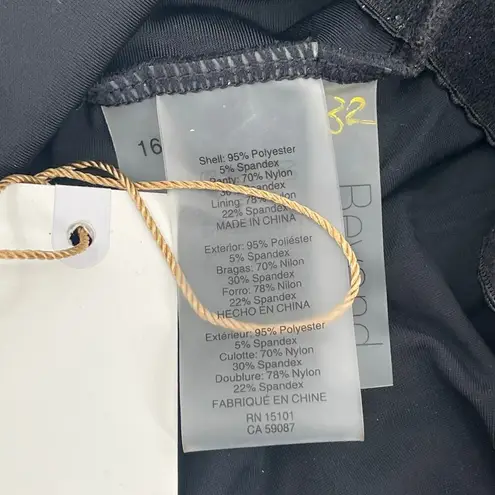 16
32
Shell: 95% Polyester
5% Spandex
Panty: 70% Nylon
30% Spandex
Lining: 78% Nylon
22% Spandex
MADE IN CHINA
Exterior: 95% Poliéster
5% Spandex
Bragas: 70% Nilon
30% Spandex
Forro: 78% Nilon
22% Spandex
HECHO EN CHINA
Extérieur: 95% Polyester
5% Spandex
Culotte: 70% Nylon
30% Spandex
Doublure: 78% Nylon
22% Spandex
FABRIQUÉ EN CHINE
RN 15101
CA 59087